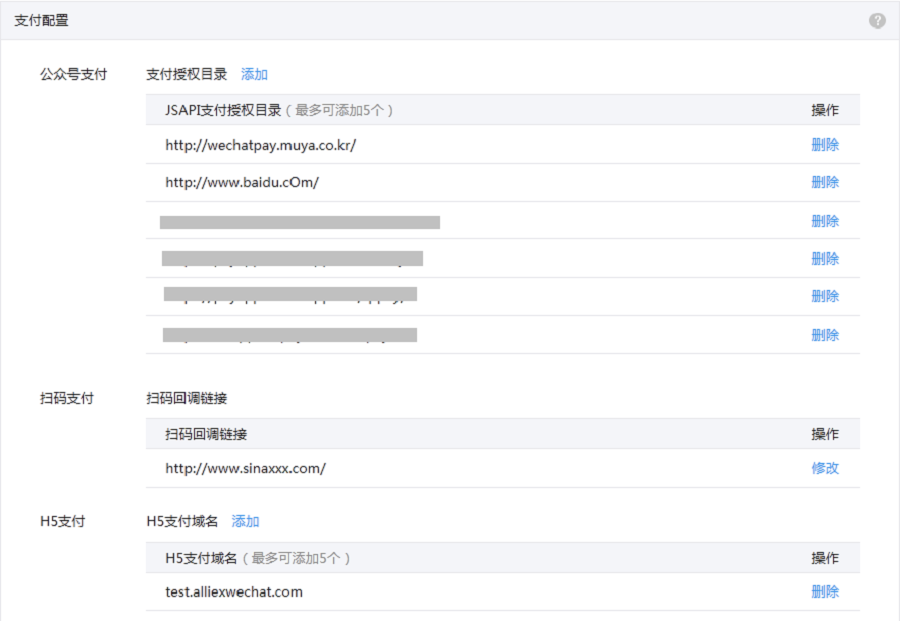 支付配置
?
公众号支付 支付授权目录 添加
JSAPI支付授权目录（最多可添加5个） 操作
http://wechatpay.muya.co.kr/ 删除
http://www.baidu.cOm/ 删除
删除
删除
删除
删除
扫码支付 扫码回调链接
扫码回调链接 操作
http://www.sinaxxx.com/ 修改
H5支付 H5支付域名 添加
H5支付域名（最多可添加5个） 操作
test.alliexwechat.com 删除